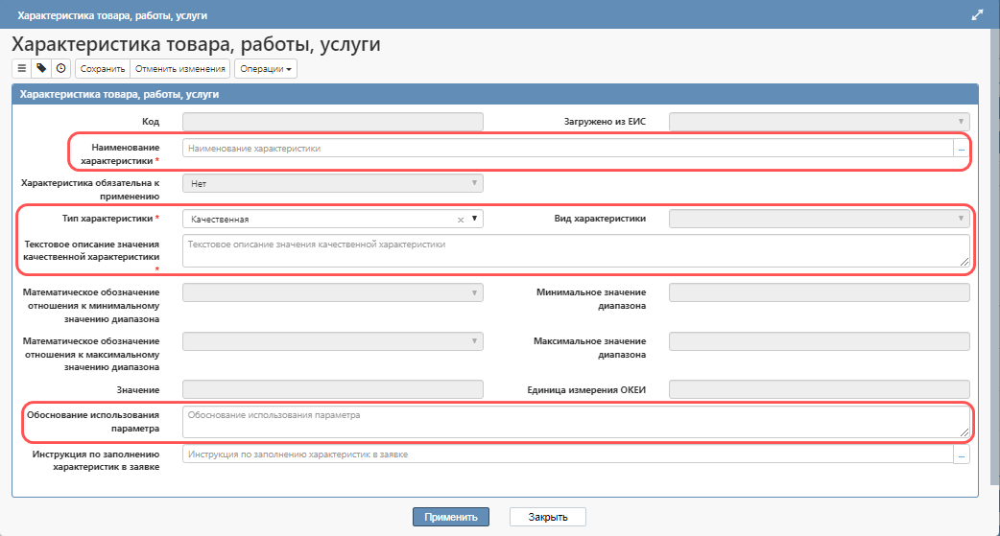 Характеристика товара, работы, услуги
Характеристика товара, работы, услуги
Сохранить Отменить изменения Операции
Характеристика товара, работы, услуги
Код Загружено из ЕИС
Наименование Наименование характеристики ...
характеристики *
Характеристика обязательна к Нет
применению
Тип характеристики * Качественная × Вид характеристики
Текстовое описание значения Текстовое описание значения качественной характеристики
качественной характеристики
*
Математическое обозначение Минимальное значение
отношения к минимальному диапазона
значению диапазона
Математическое обозначение Максимальное значение
отношения к максимальному диапазона
значению диапазона
Значение Единица измерения ОКЕИ
Обоснование использования Обоснование использования параметра
параметра
Инструкция по заполнению Инструкция по заполнению характеристик в заявке ...
характеристик в заявке
Применить Закрыть